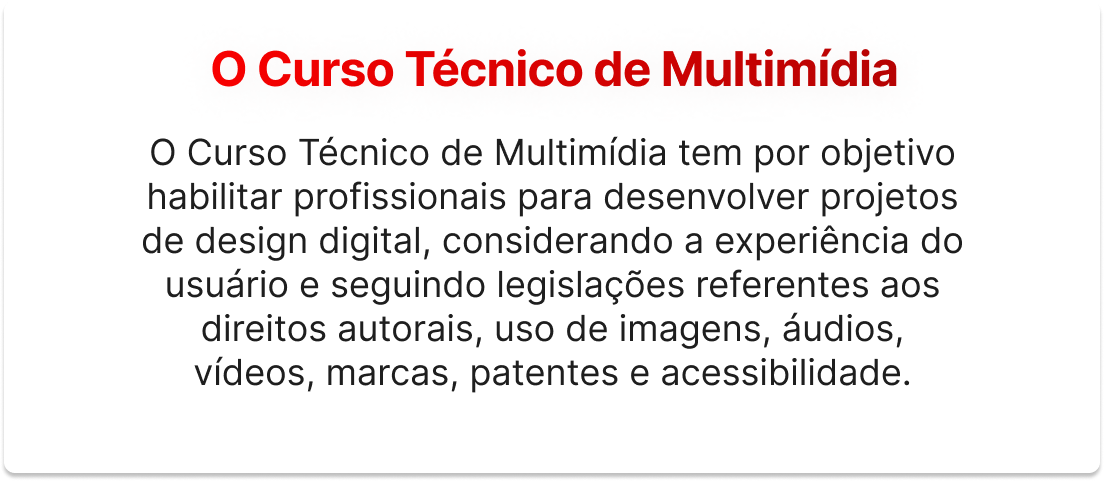 O Curso Técnico de Multimídia
O Curso Técnico de Multimídia tem por objetivo
habilitar profissionais para desenvolver projetos
de design digital, considerando a experiência do
usuário e seguindo legislações referentes aos
direitos autorais, uso de imagens, áudios,
vídeos, marcas, patentes e acessibilidade.